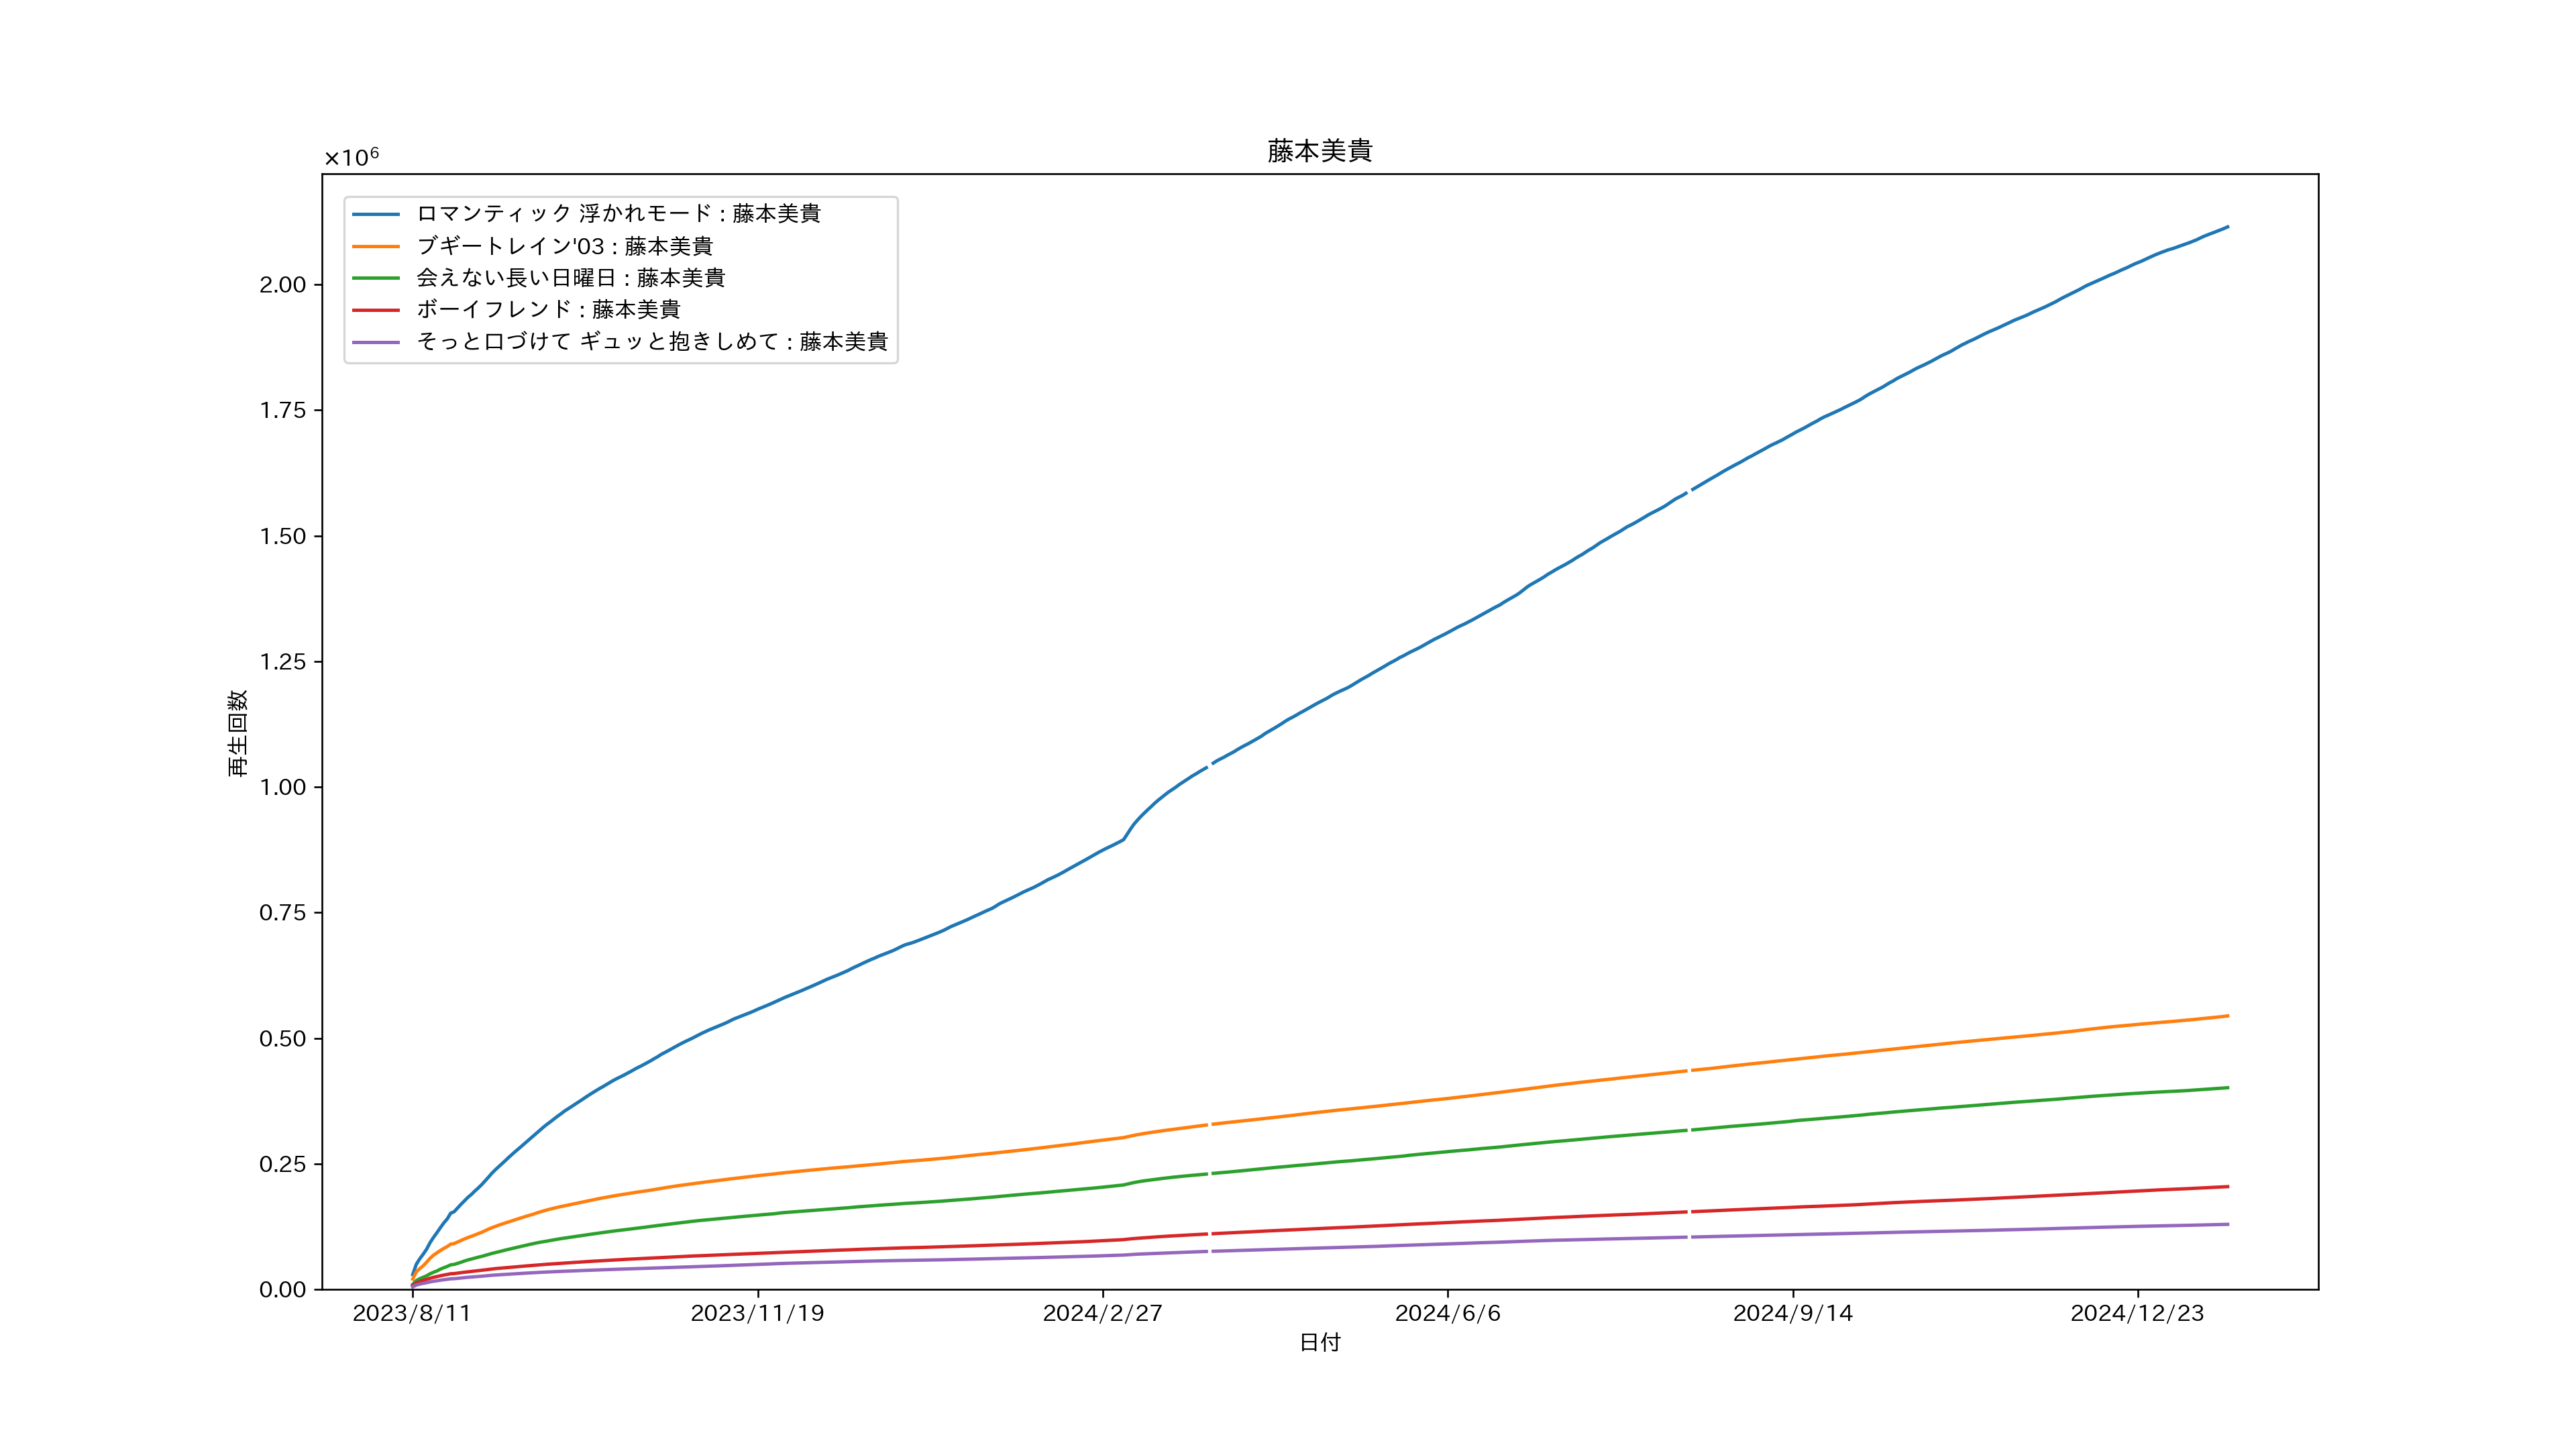 藤本美貴
×10⁶
ロマンティック 浮かれモード : 藤本美貴
ブギートレイン'03 : 藤本美貴
会えない長い日曜日 : 藤本美貴
ボーイフレンド : 藤本美貴
そっと口づけて ギュッと抱きしめて : 藤本美貴
2.00
1.75
1.50
1.25
1.00
0.75
0.50
0.25
0.00
再生回数
2023/8/11
2023/11/19
2024/2/27
2024/6/6
2024/9/14
2024/12/23
日付